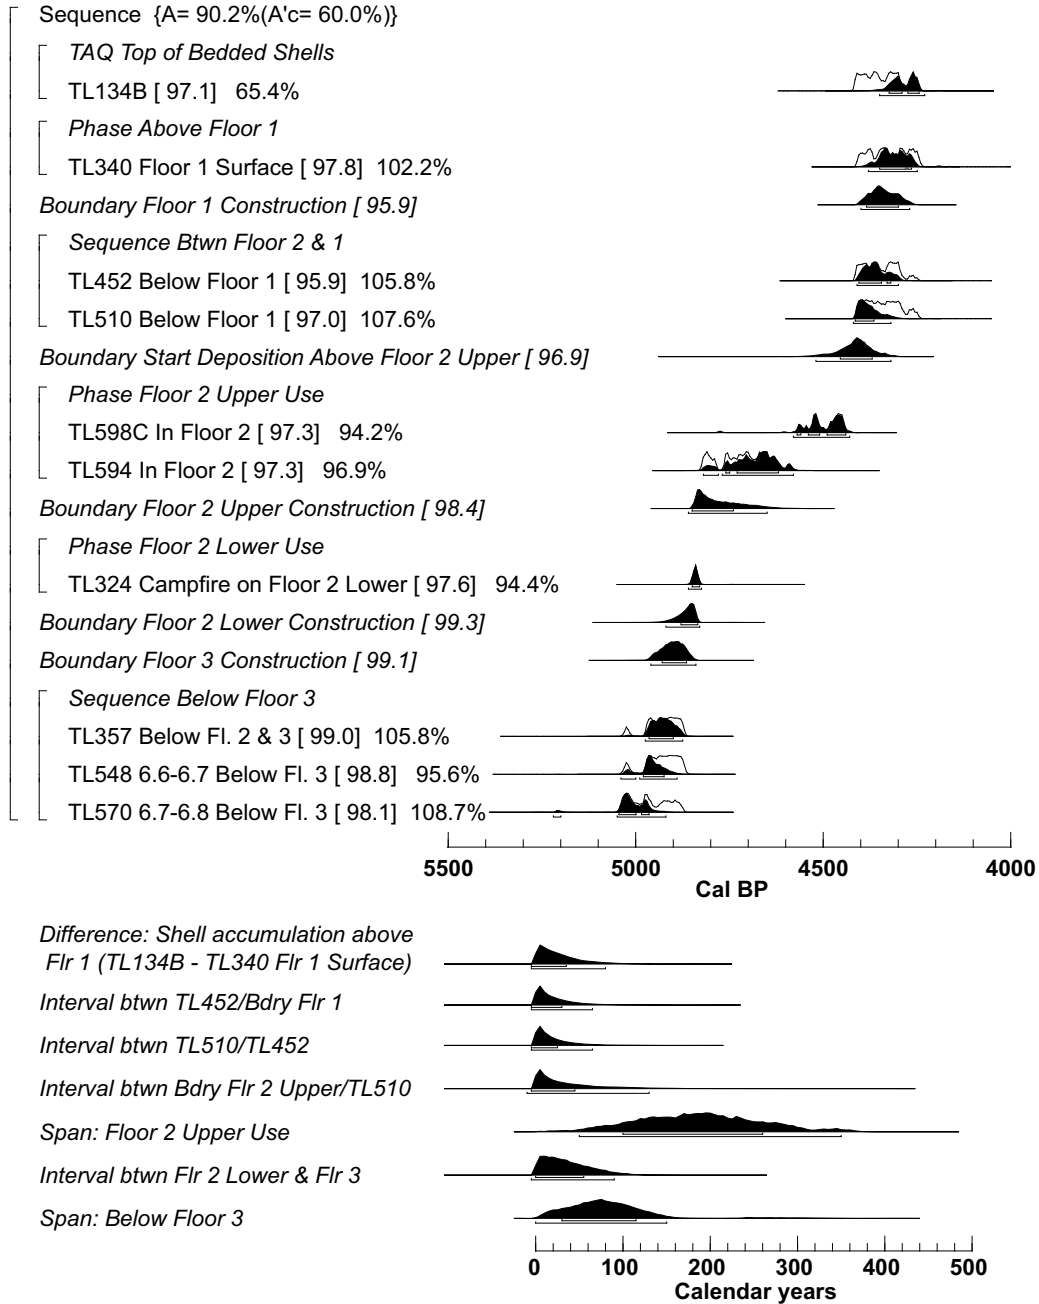 Sequence {A= 90.2%(A'c= 60.0%)}
TAQ Top of Bedded Shells
TL134B [ 97.1] 65.4%
Phase Above Floor 1
TL340 Floor 1 Surface [ 97.8] 102.2%
Boundary Floor 1 Construction [ 95.9]
Sequence Btwn Floor 2 & 1
TL452 Below Floor 1 [ 95.9] 105.8%
TL510 Below Floor 1 [ 97.0] 107.6%
Boundary Start Deposition Above Floor 2 Upper [ 96.9]
Phase Floor 2 Upper Use
TL598C In Floor 2 [ 97.3] 94.2%
TL594 In Floor 2 [ 97.3] 96.9%
Boundary Floor 2 Upper Construction [ 98.4]
Phase Floor 2 Lower Use
TL324 Campfire on Floor 2 Lower [ 97.6] 94.4%
Boundary Floor 2 Lower Construction [ 99.3]
Boundary Floor 3 Construction [ 99.1]
Sequence Below Floor 3
TL357 Below Fl. 2 & 3 [ 99.0] 105.8%
TL548 6.6-6.7 Below Fl. 3 [ 98.8] 95.6%
TL570 6.7-6.8 Below Fl. 3 [ 98.1] 108.7%
5500 5000 4500 4000
Cal BP
Difference: Shell accumulation above
Flr 1 (TL134B - TL340 Flr 1 Surface)
Interval btwn TL452/Bdry Flr 1
Interval btwn TL510/TL452
Interval btwn Bdry Flr 2 Upper/TL510
Span: Floor 2 Upper Use
Interval btwn Flr 2 Lower & Flr 3
Span: Below Floor 3
0 100 200 300 400 500
Calendar years